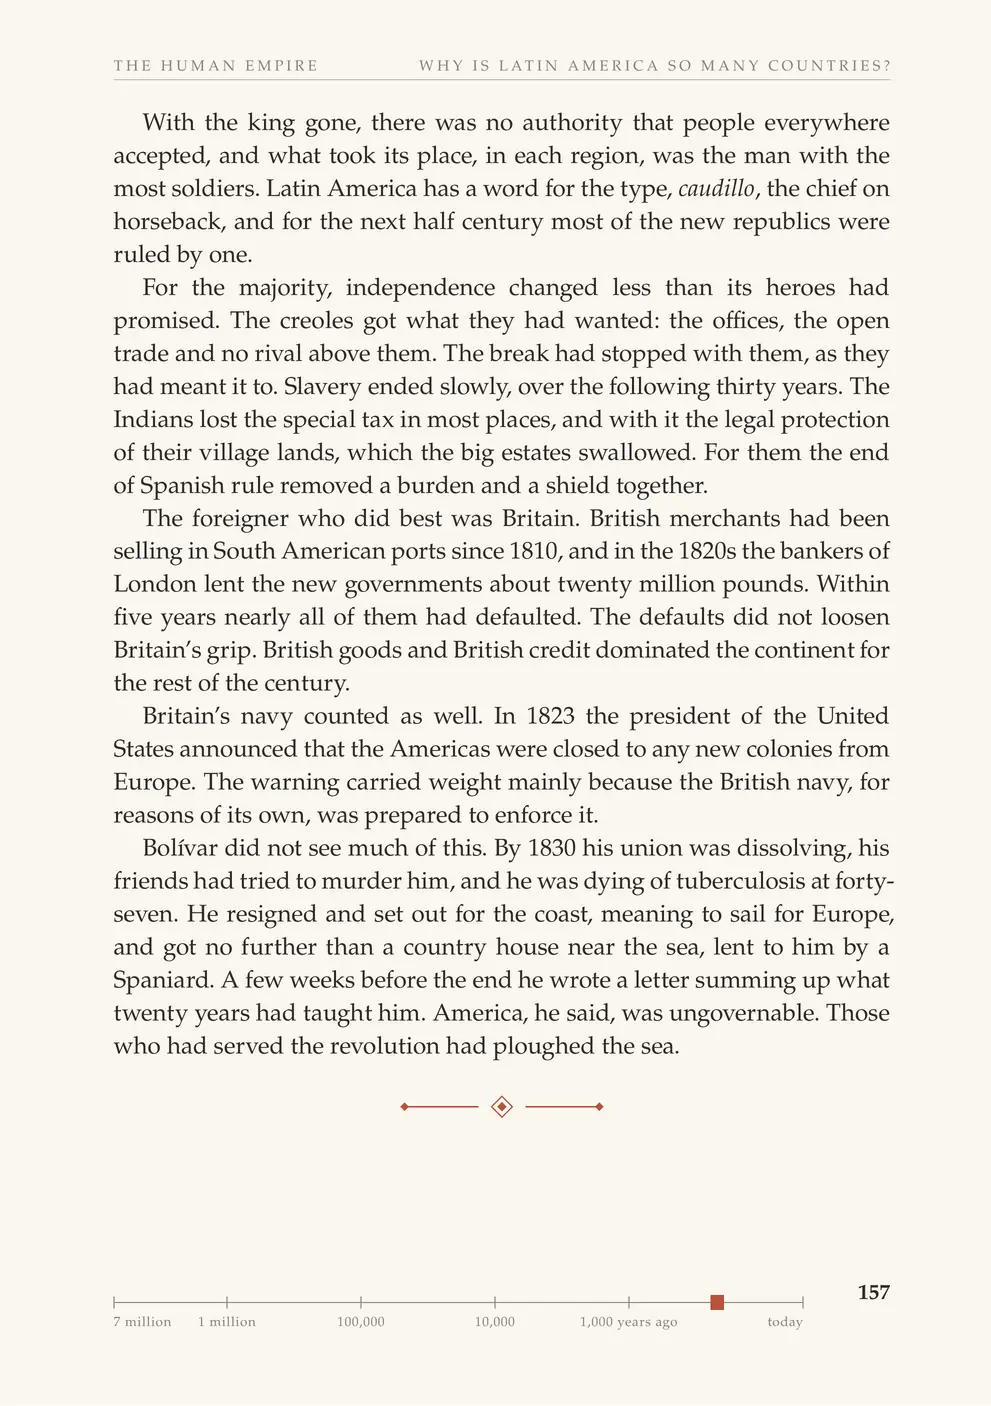 THE HUMAN EMPIRE
WHY IS LATIN AMERICA SO MANY COUNTRIES?
With the king gone, there was no authority that people everywhere
accepted, and what took its place, in each region, was the man with the
most soldiers. Latin America has a word for the type, caudillo, the chief on
horseback, and for the next half century most of the new republics were
ruled by one.
For the majority, independence changed less than its heroes had
promised. The creoles got what they had wanted: the offices, the open
trade and no rival above them. The break had stopped with them, as they
had meant it to. Slavery ended slowly, over the following thirty years. The
Indians lost the special tax in most places, and with it the legal protection
of their village lands, which the big estates swallowed. For them the end
of Spanish rule removed a burden and a shield together.
The foreigner who did best was Britain. British merchants had been
selling in South American ports since 1810, and in the 1820s the bankers of
London lent the new governments about twenty million pounds. Within
five years nearly all of them had defaulted. The defaults did not loosen
Britain’s grip. British goods and British credit dominated the continent for
the rest of the century.
Britain’s navy counted as well. In 1823 the president of the United
States announced that the Americas were closed to any new colonies from
Europe. The warning carried weight mainly because the British navy, for
reasons of its own, was prepared to enforce it.
Bolívar did not see much of this. By 1830 his union was dissolving, his
friends had tried to murder him, and he was dying of tuberculosis at forty-
seven. He resigned and set out for the coast, meaning to sail for Europe,
and got no further than a country house near the sea, lent to him by a
Spaniard. A few weeks before the end he wrote a letter summing up what
twenty years had taught him. America, he said, was ungovernable. Those
who had served the revolution had ploughed the sea.
157
7 million 1 million 100,000 10,000 1,000 years ago today